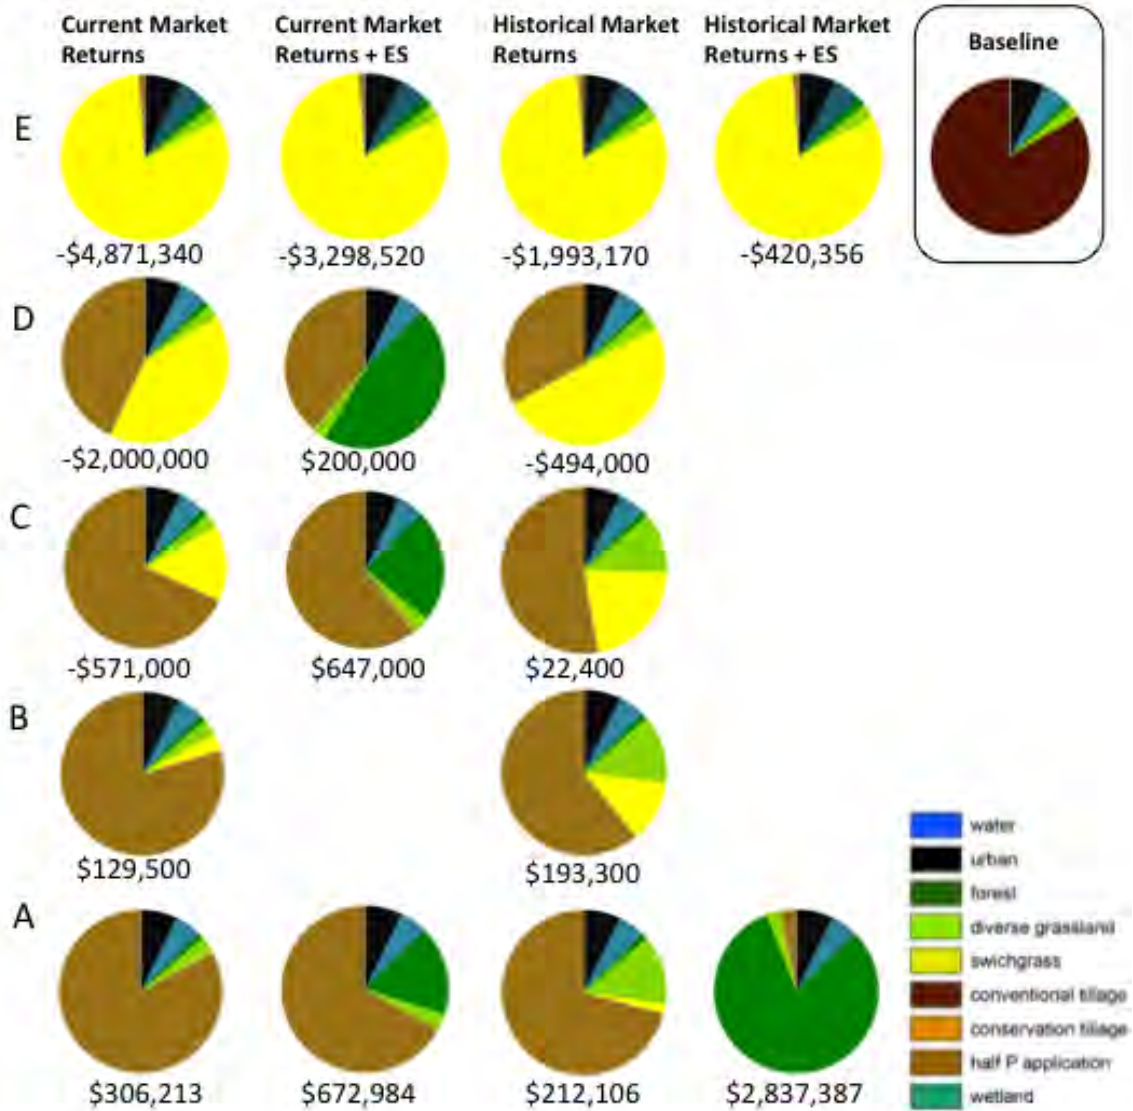 Current Market
Returns
Current Market
Returns + ES
Historical Market
Returns
Historical Market
Returns + ES
Baseline
E
-$4,871,340
-$3,298,520
-$1,993,170
-$420,356
D
-$2,000,000
$200,000
-$494,000
C
-$571,000
$647,000
$22,400
B
$129,500
$193,300
A
$306,213
$672,984
$212,106
$2,837,387
water
urban
forest
diverse grassland
swichgrass
conventional tillage
conservation tillage
half P application
wetland